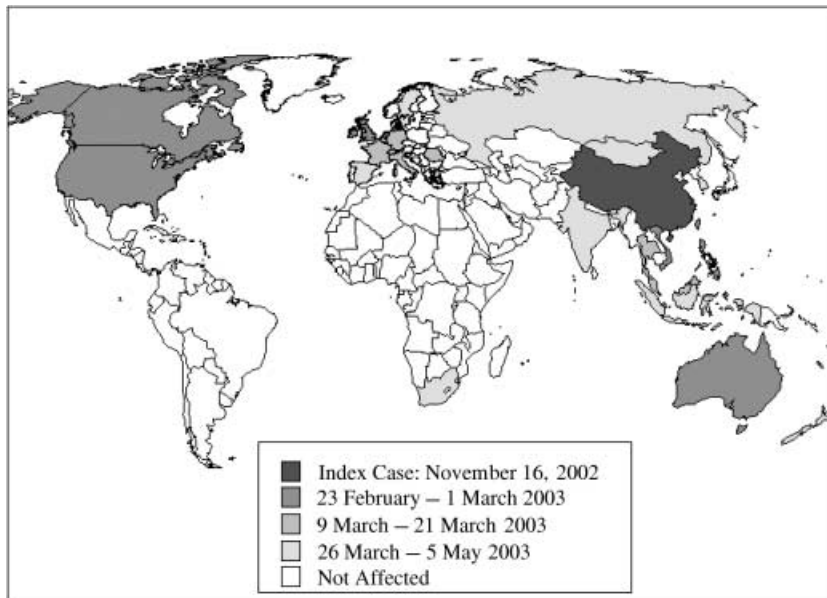 Index Case: November 16, 2002
23 February – 1 March 2003
9 March – 21 March 2003
26 March – 5 May 2003
Not Affected